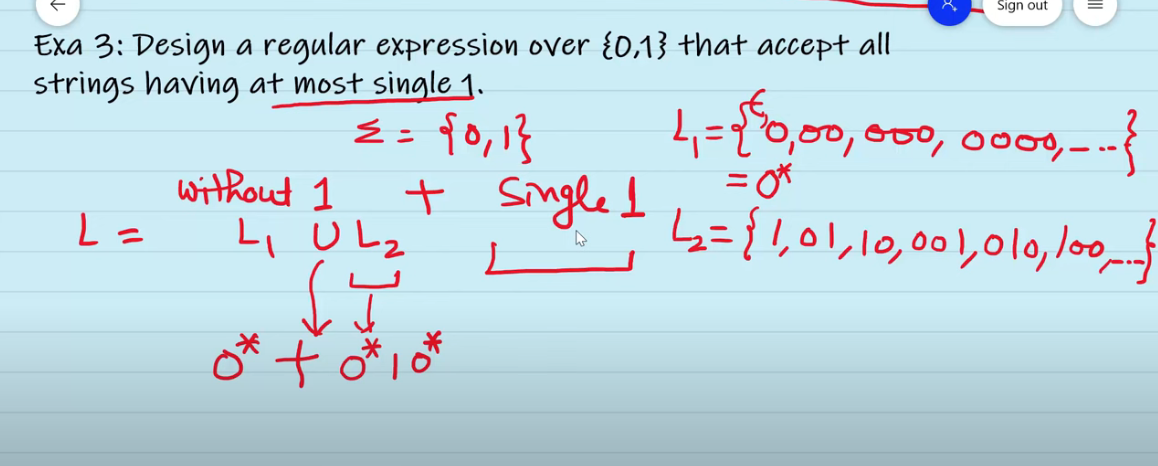 Sign out
Exa 3: Design a regular expression over {0,1} that accept all
strings having at most single 1.
Σ = {0,1}
L₁ = {ϵ, 0, 00, 000, 0000, - - - -}
= 0*
without 1 + Single 1
L = L₁ ∪ L₂
L₂ = {1, 01, 10, 001, 010, 100, - - - -}
0* + 0*10*